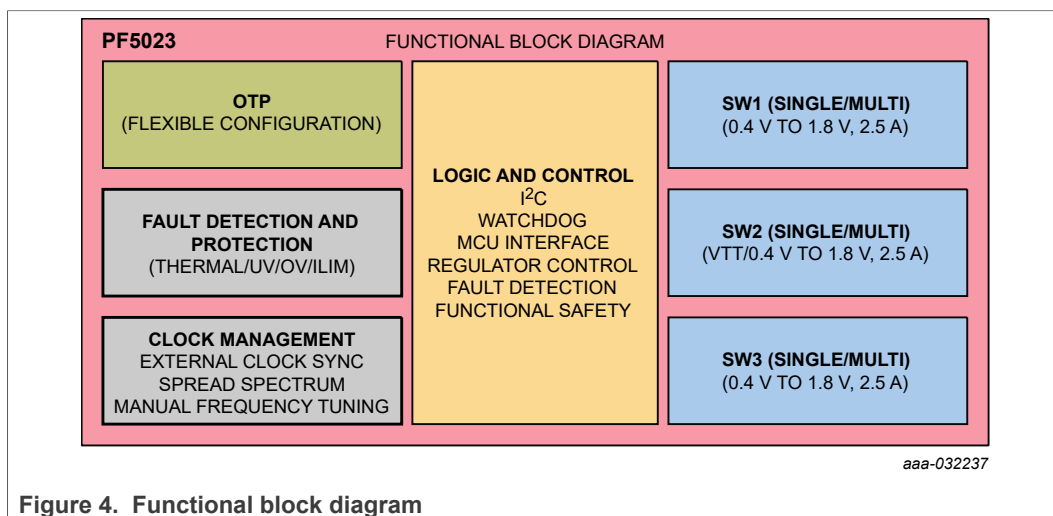 PF5023 FUNCTIONAL BLOCK DIAGRAM
OTP
(FLEXIBLE CONFIGURATION)
FAULT DETECTION AND
PROTECTION
(THERMAL/UV/OV/ILIM)
CLOCK MANAGEMENT
EXTERNAL CLOCK SYNC
SPREAD SPECTRUM
MANUAL FREQUENCY TUNING
LOGIC AND CONTROL
I²C
WATCHDOG
MCU INTERFACE
REGULATOR CONTROL
FAULT DETECTION
FUNCTIONAL SAFETY
SW1 (SINGLE/MULTI)
(0.4 V TO 1.8 V, 2.5 A)
SW2 (SINGLE/MULTI)
(VTT/0.4 V TO 1.8 V, 2.5 A)
SW3 (SINGLE/MULTI)
(0.4 V TO 1.8 V, 2.5 A)
aaa-032237
Figure 4. Functional block diagram